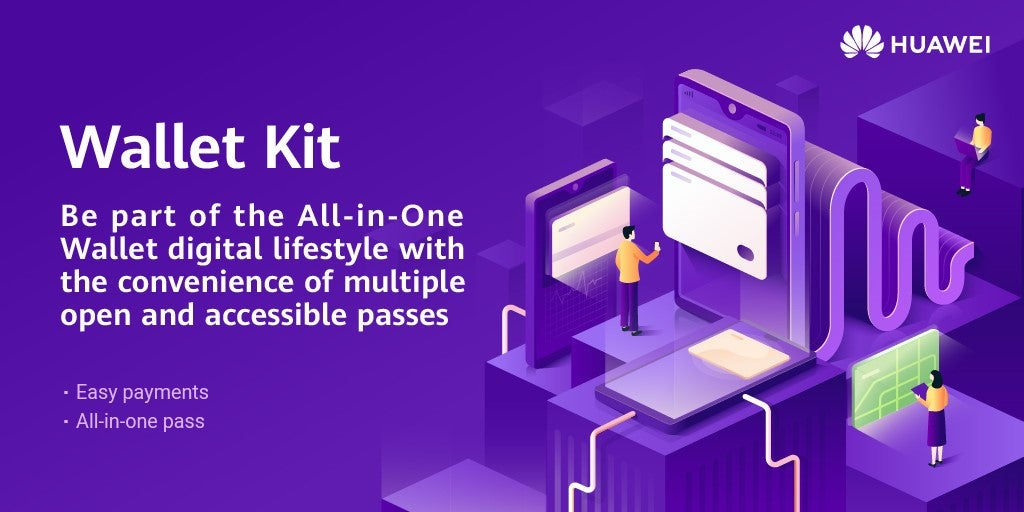 HUAWEI
Wallet Kit
Be part of the All-in-One
Wallet digital lifestyle with
the convenience of multiple
open and accessible passes
· Easy payments
· All-in-one pass